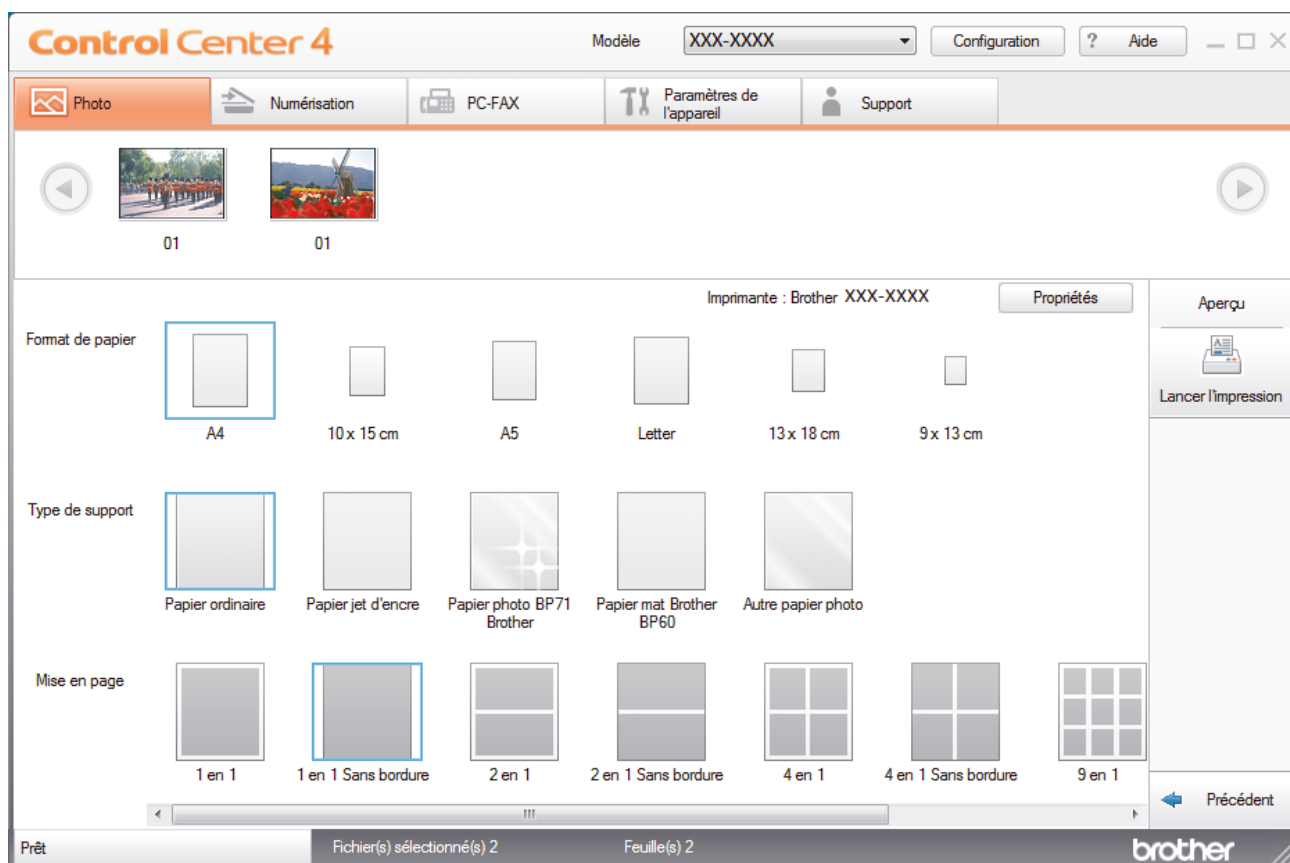 Control Center 4
Modèle
XXX-XXXX
Configuration
? Aide
Photo
Numérisation
PC-FAX
Paramètres de
l'appareil
Support
01
01
Imprimante : Brother XXX-XXXX
Propriétés
Aperçu
Lancer l'impression
Format de papier
A4
10 x 15 cm
A5
Letter
13 x 18 cm
9 x 13 cm
Type de support
Papier ordinaire
Papier jet d'encre
Papier photo BP71
Brother
Papier mat Brother
BP60
Autre papier photo
Mise en page
1 en 1
1 en 1 Sans bordure
2 en 1
2 en 1 Sans bordure
4 en 1
4 en 1 Sans bordure
9 en 1
Précédent
Prêt
Fichier(s) sélectionné(s) 2
Feuille(s) 2
brother